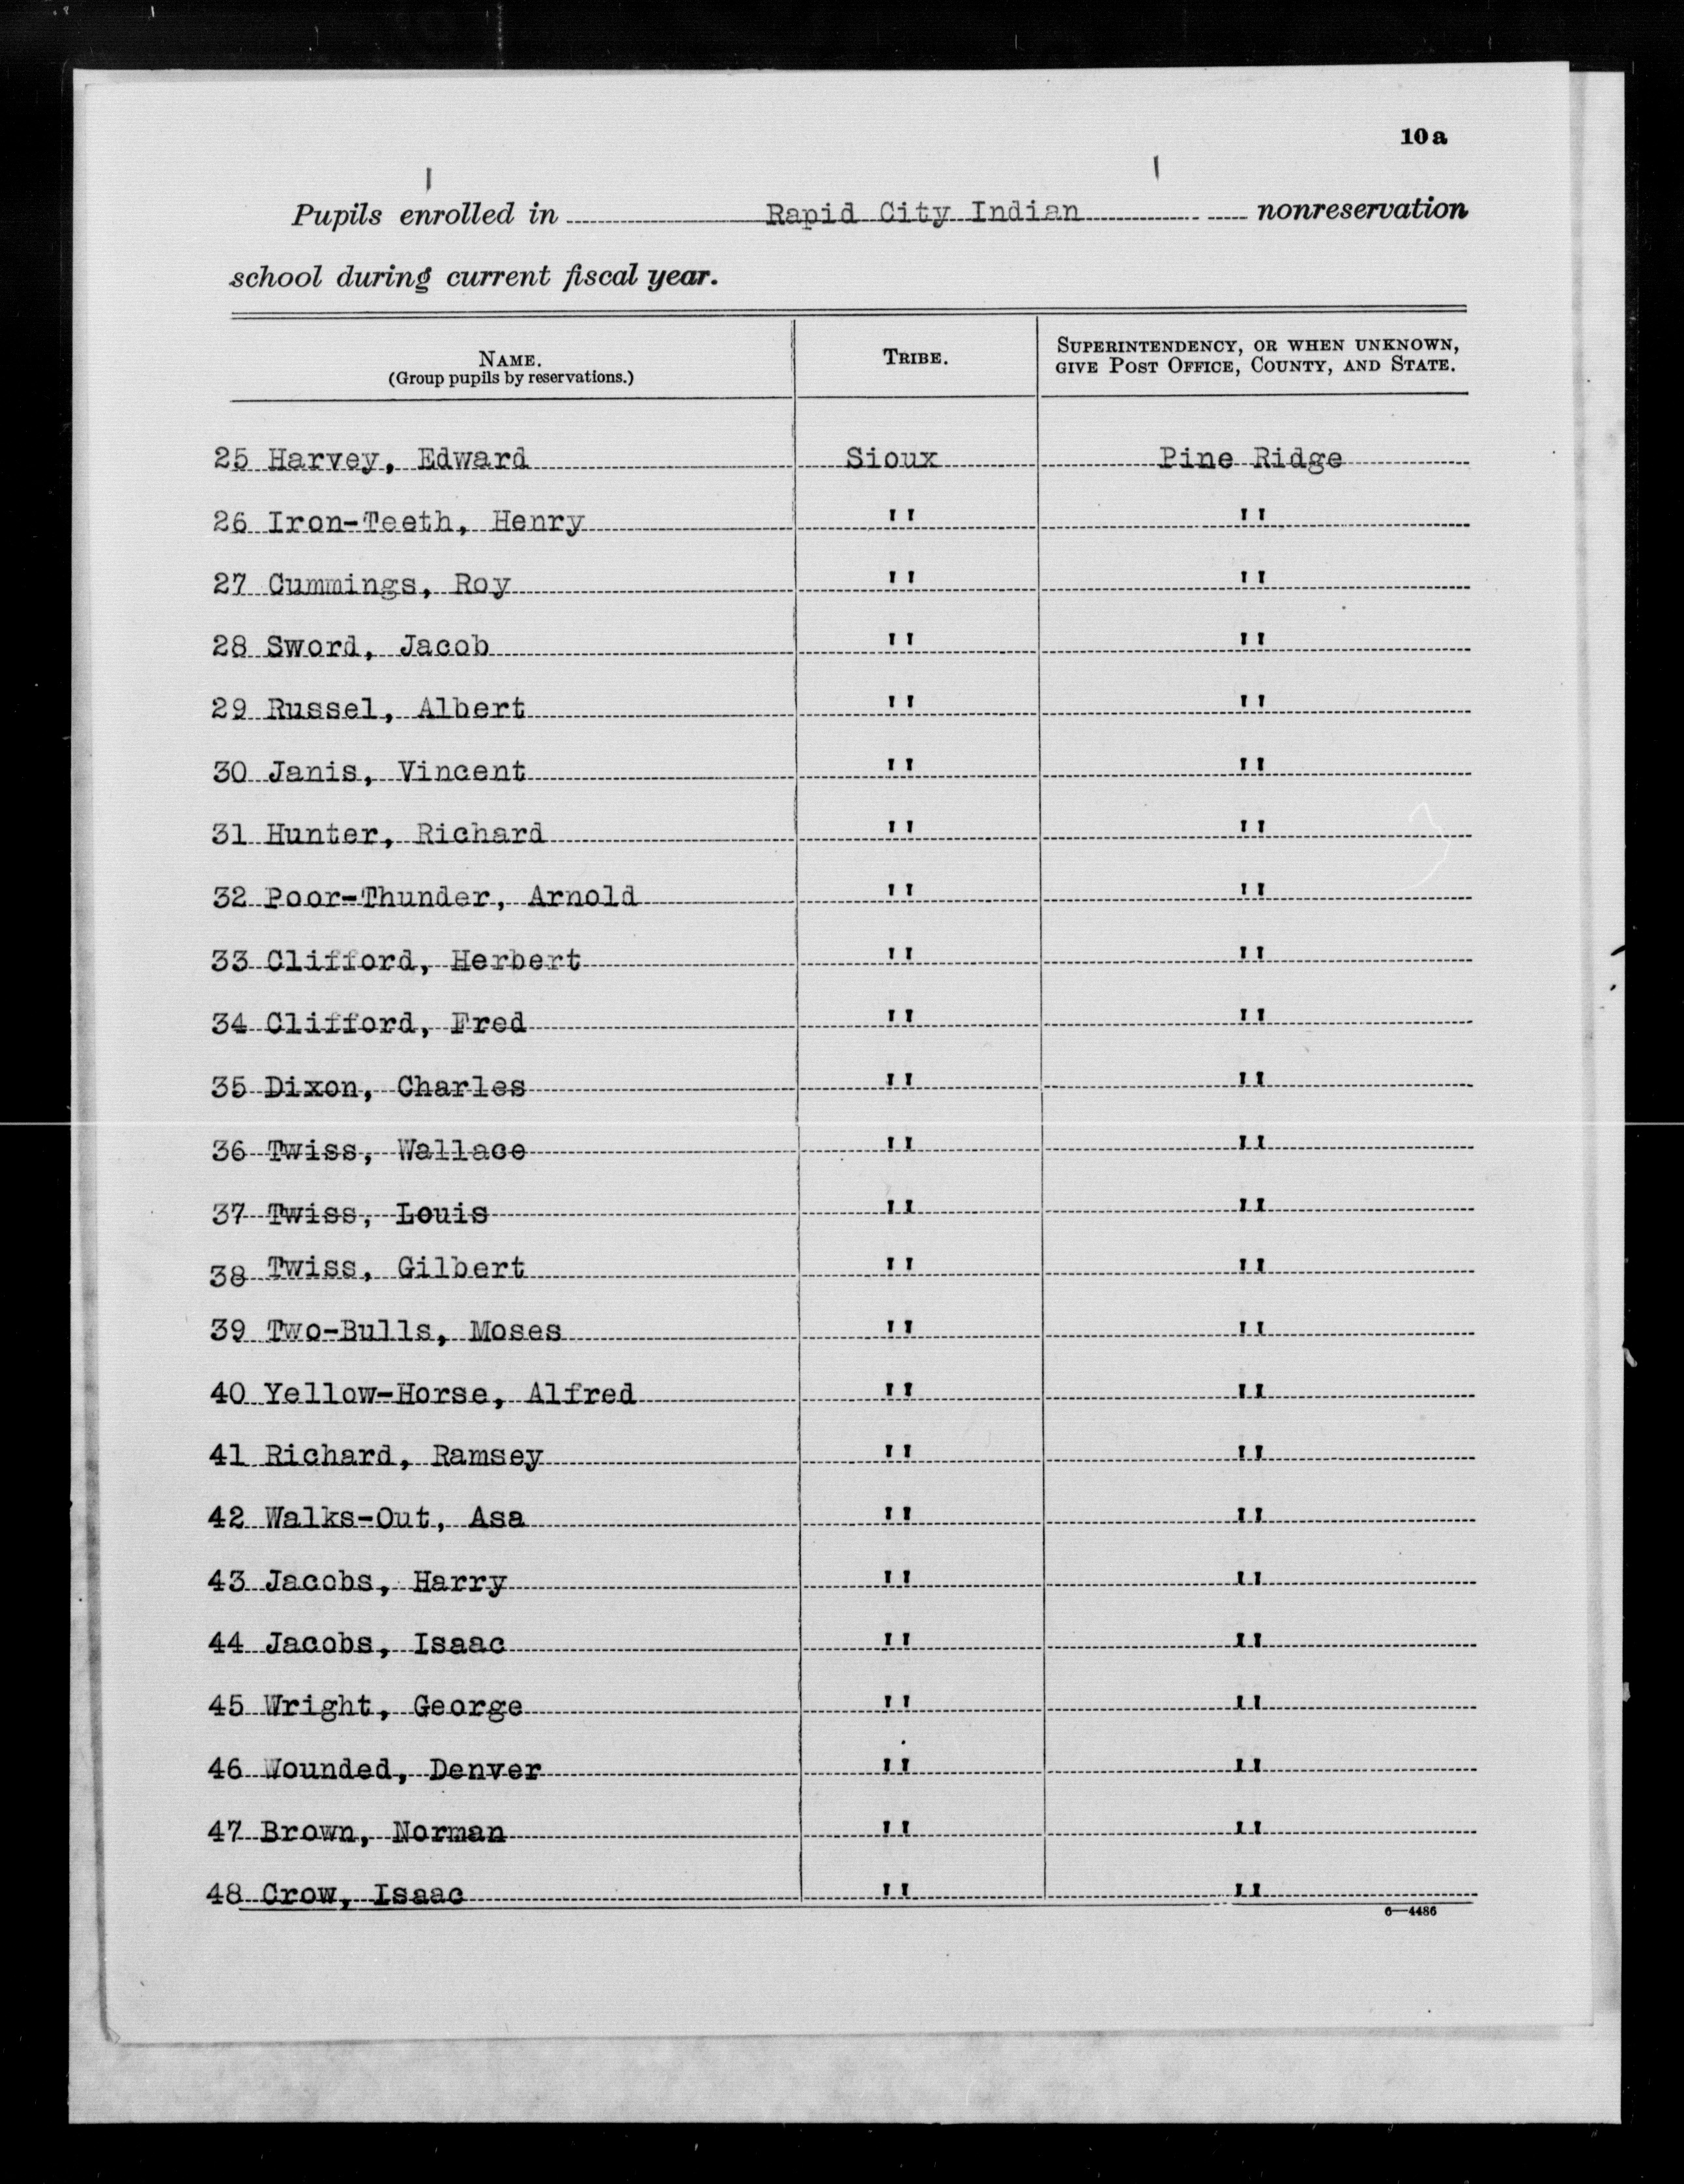 10a
Pupils enrolled in Rapid City Indian nonreservation
school during current fiscal year.
NAME. TRIBE. SUPERINTENDENCY, OR WHEN UNKNOWN,
(Group pupils by reservations.) GIVE POST OFFICE, COUNTY, AND STATE.
25 Harvey, Edward Sioux Pine Ridge
26 Iron-Teeth, Henry " "
27 Cummings, Roy " "
28 Sword, Jacob " "
29 Russel, Albert " "
30 Janis, Vincent " "
31 Hunter, Richard " "
32 Poor-Thunder, Arnold " "
33 Clifford, Herbert " "
34 Clifford, Fred " "
35 Dixon, Charles " "
36 Twiss, Wallace " "
37 Twiss, Louis " "
38 Twiss, Gilbert " "
39 Two-Bulls, Moses " "
40 Yellow-Horse, Alfred " "
41 Richard, Ramsey " "
42 Walks-Out, Asa " "
43 Jacobs, Harry " "
44 Jacobs, Isaac " "
45 Wright, George " "
46 Wounded, Denver " "
47 Brown, Norman " "
48 Crow, Isaac " "
6—4486